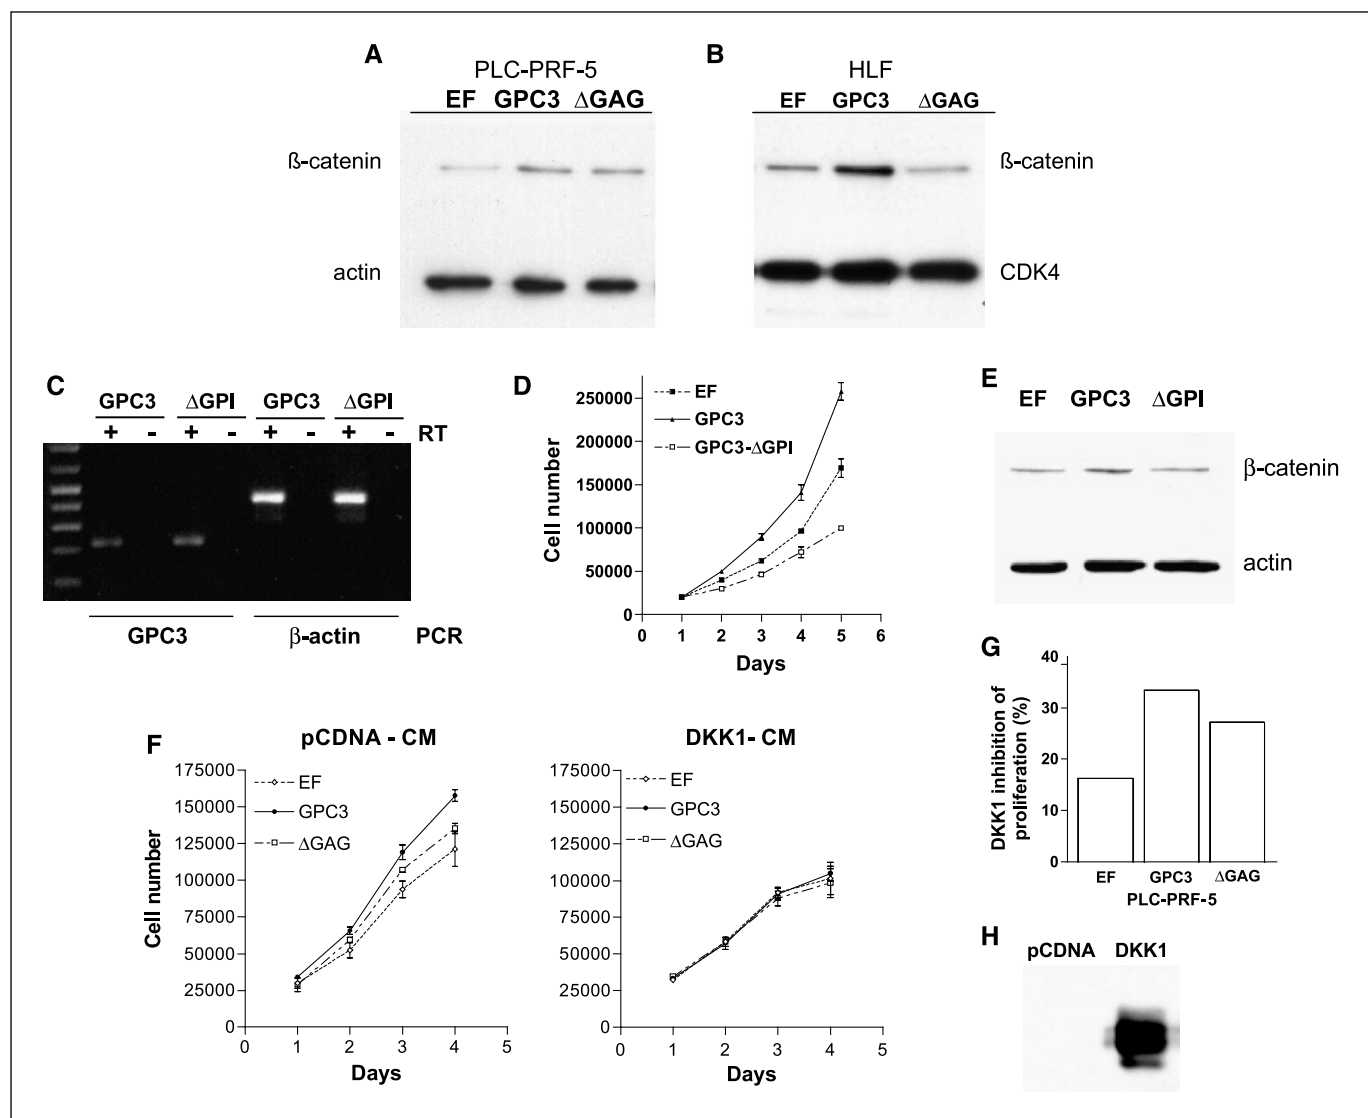 A
PLC-PRF-5
EF GPC3 ΔGAG
ß-catenin
actin
B
HLF
EF GPC3 ΔGAG
ß-catenin
CDK4
C
GPC3 ΔGPI GPC3 ΔGPI
+ - + - + - + - RT
GPC3 β-actin PCR
D
EF
GPC3
GPC3-ΔGPI
Cell number
250000
200000
150000
100000
50000
0
0 1 2 3 4 5 6
Days
E
EF GPC3 ΔGPI
β-catenin
actin
F
pCDNA - CM
EF
GPC3
ΔGAG
Cell number
175000
150000
125000
100000
75000
50000
25000
0
0 1 2 3 4 5
Days
DKK1- CM
EF
GPC3
ΔGAG
175000
150000
125000
100000
75000
50000
25000
0
0 1 2 3 4 5
Days
G
DKK1 inhibition of
proliferation (%)
40
30
20
10
0
EF GPC3 ΔGAG
PLC-PRF-5
H
pCDNA DKK1